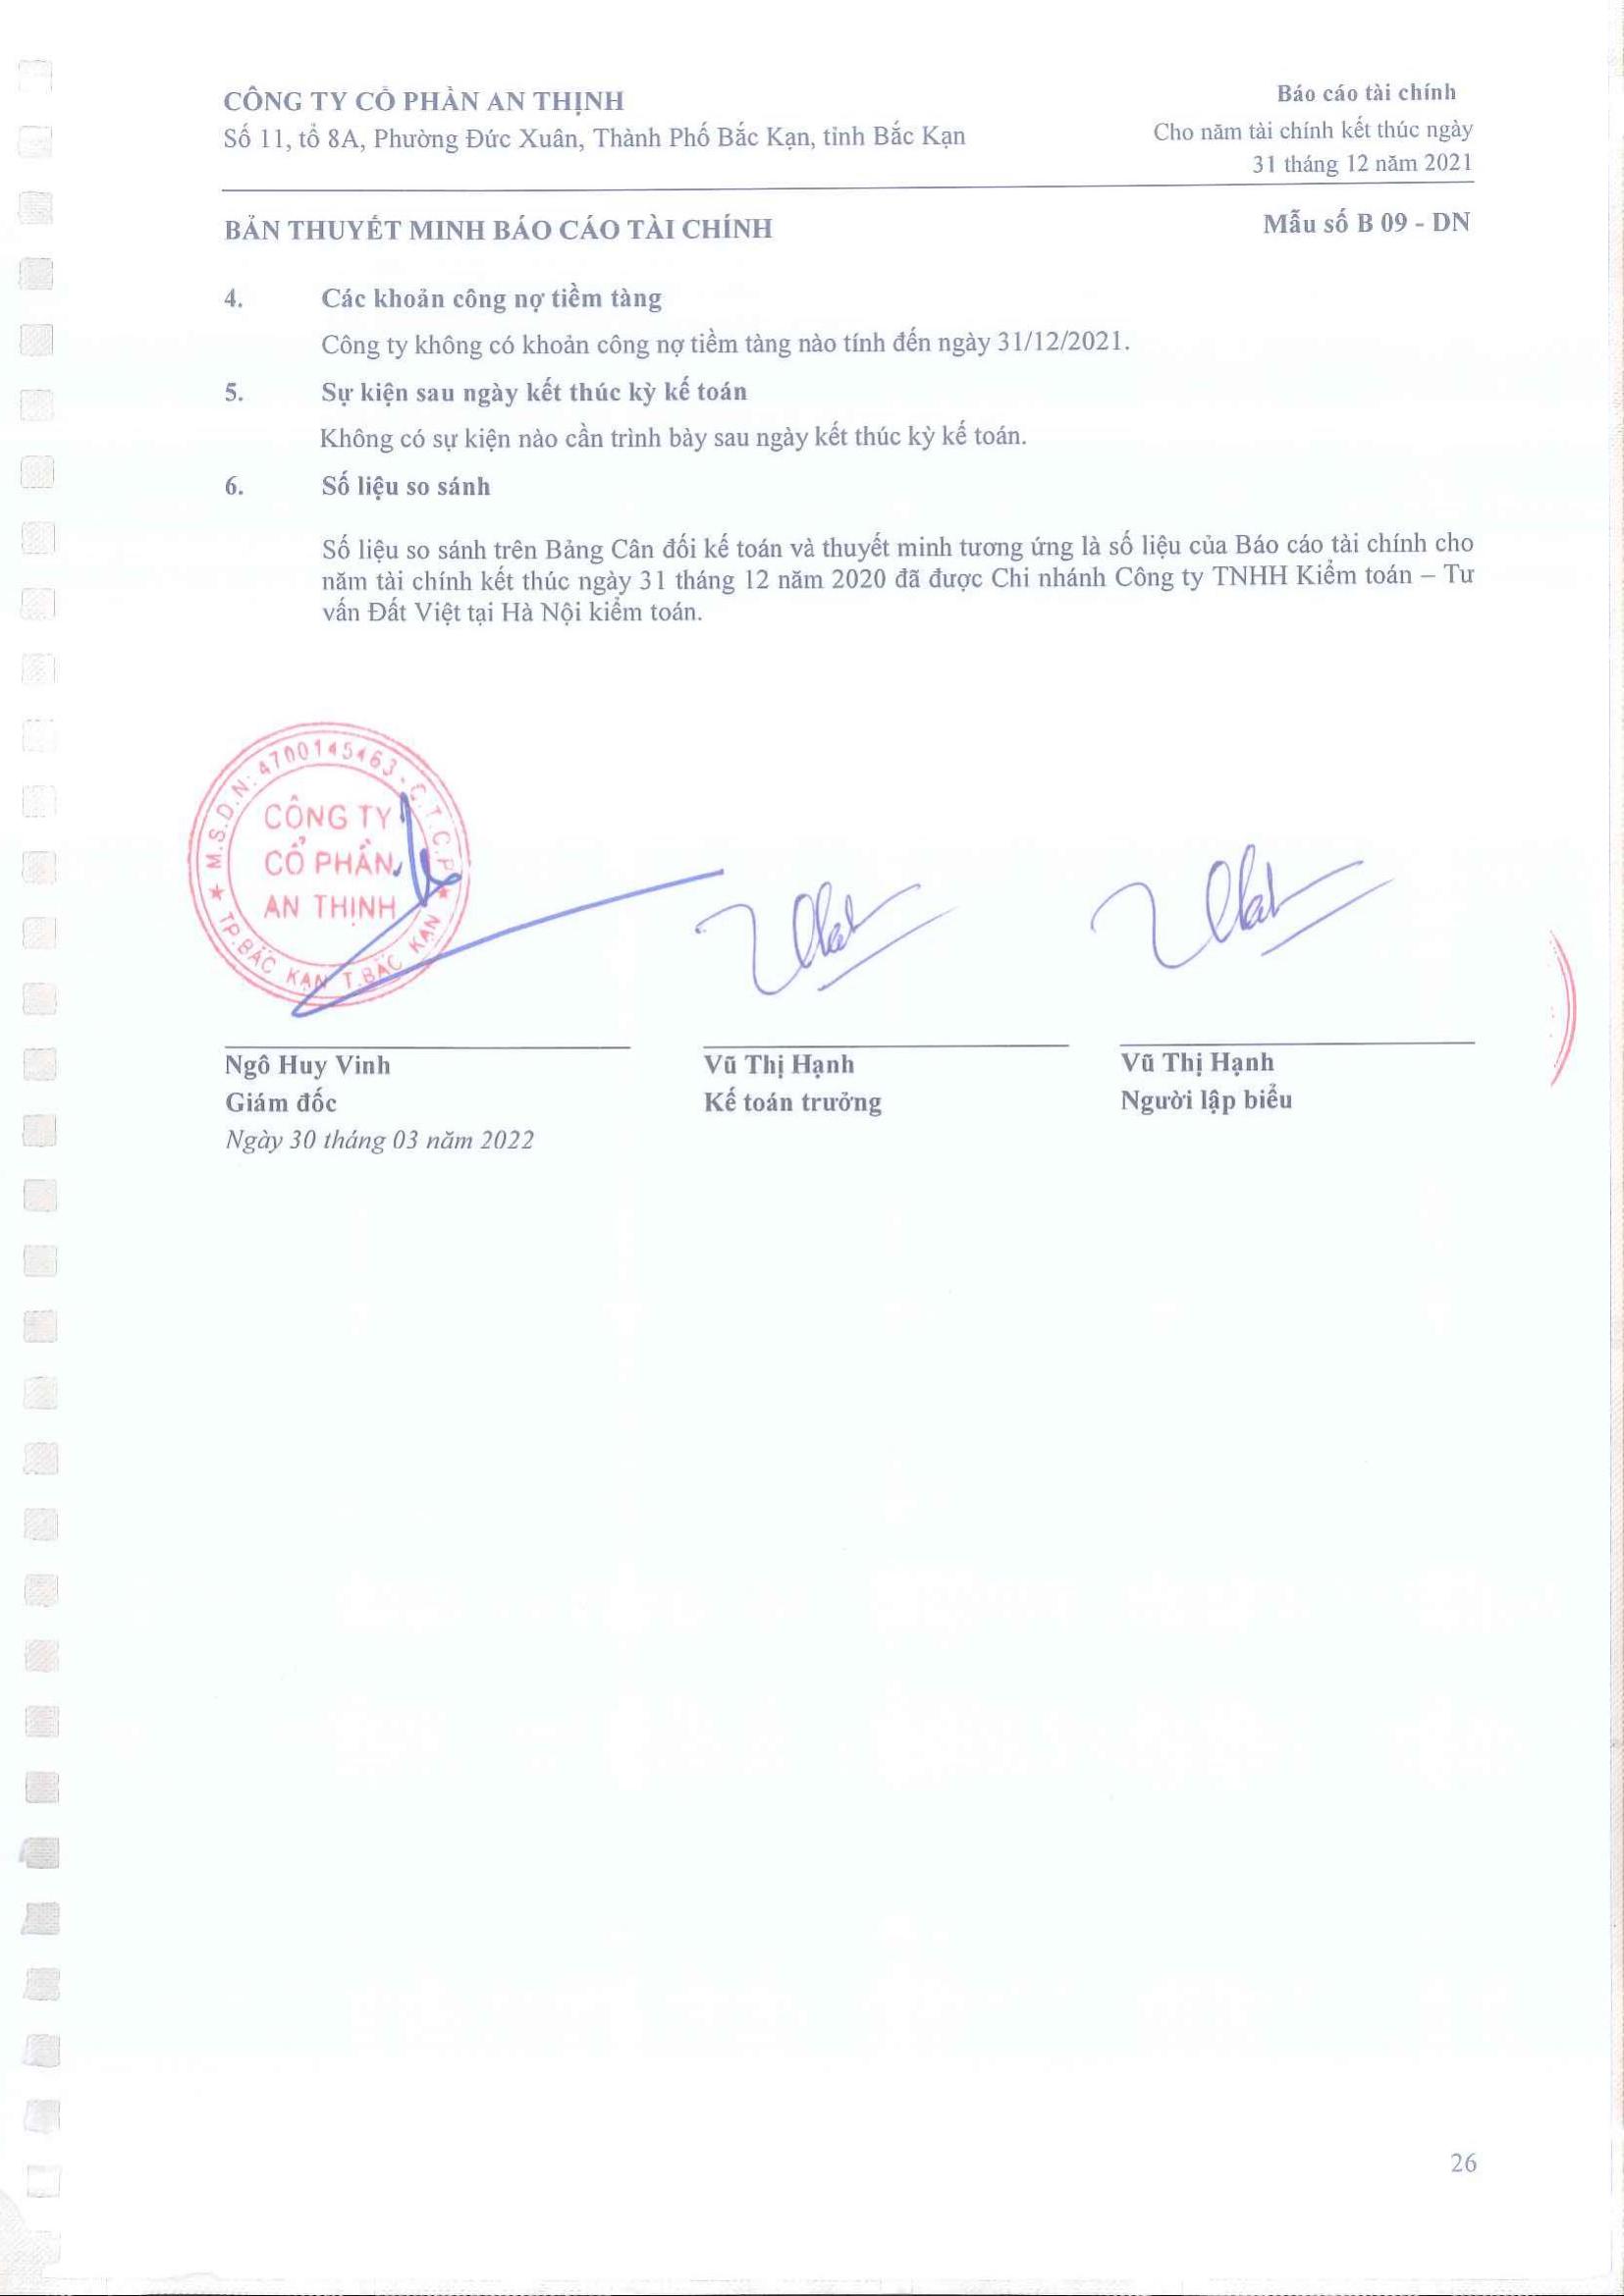 CÔNG TY CỔ PHẦN AN THỊNH
Số 11, tổ 8A, Phường Đức Xuân, Thành Phố Bắc Kạn, tỉnh Bắc Kạn
Báo cáo tài chính
Cho năm tài chính kết thúc ngày
31 tháng 12 năm 2021
BẢN THUYẾT MINH BÁO CÁO TÀI CHÍNH
Mẫu số B 09 - DN
4. Các khoản công nợ tiềm tàng
Công ty không có khoản công nợ tiềm tàng nào tính đến ngày 31/12/2021.
5. Sự kiện sau ngày kết thúc kỳ kế toán
Không có sự kiện nào cần trình bày sau ngày kết thúc kỳ kế toán.
6. Số liệu so sánh
Số liệu so sánh trên Bảng Cân đối kế toán và thuyết minh tương ứng là số liệu của Báo cáo tài chính cho
năm tài chính kết thúc ngày 31 tháng 12 năm 2020 đã được Chi nhánh Công ty TNHH Kiểm toán – Tư
vấn Đất Việt tại Hà Nội kiểm toán.
M.S.D.N: 4700145463 - C.T.C.P
CÔNG TY
CỔ PHẦN
AN THỊNH
TP.BẮC KẠN T.BẮC KẠN
Ngô Huy Vinh
Giám đốc
Ngày 30 tháng 03 năm 2022
Vũ Thị Hạnh
Kế toán trưởng
Vũ Thị Hạnh
Người lập biểu
26